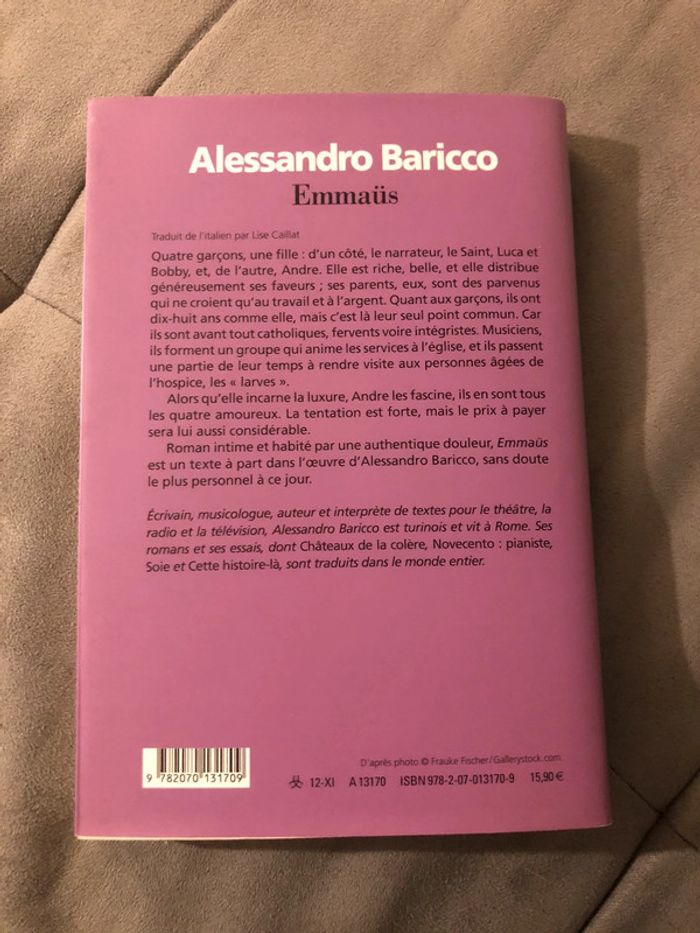 Alessandro Baricco
Emmaüs
Traduit de l'italien par Lise Caillat
Quatre garçons, une fille : d'un côté, le narrateur, le Saint, Luca et
Bobby, et, de l'autre, Andre. Elle est riche, belle, et elle distribue
généreusement ses faveurs ; ses parents, eux, sont des parvenus
qui ne croient qu'au travail et à l'argent. Quant aux garçons, ils ont
dix-huit ans comme elle, mais c'est là leur seul point commun. Car
ils sont avant tout catholiques, fervents voire intégristes. Musiciens,
ils forment un groupe qui anime les services à l'église, et ils passent
une partie de leur temps à rendre visite aux personnes âgées de
l'hospice, les « larves ».
Alors qu'elle incarne la luxure, Andre les fascine, ils en sont tous
les quatre amoureux. La tentation est forte, mais le prix à payer
sera lui aussi considérable.
Roman intime et habité par une authentique douleur, Emmaüs
est un texte à part dans l'œuvre d'Alessandro Baricco, sans doute
le plus personnel à ce jour.
Écrivain, musicologue, auteur et interprète de textes pour le théâtre, la
radio et la télévision, Alessandro Baricco est turinois et vit à Rome. Ses
romans et ses essais, dont Châteaux de la colère, Novecento : pianiste,
Soie et Cette histoire-là, sont traduits dans le monde entier.
D'après photo © Frauke Fischer/Gallerystock.com.
9 782070 131709
12-XI A 13170 ISBN 978-2-07-013170-9 15,90 €